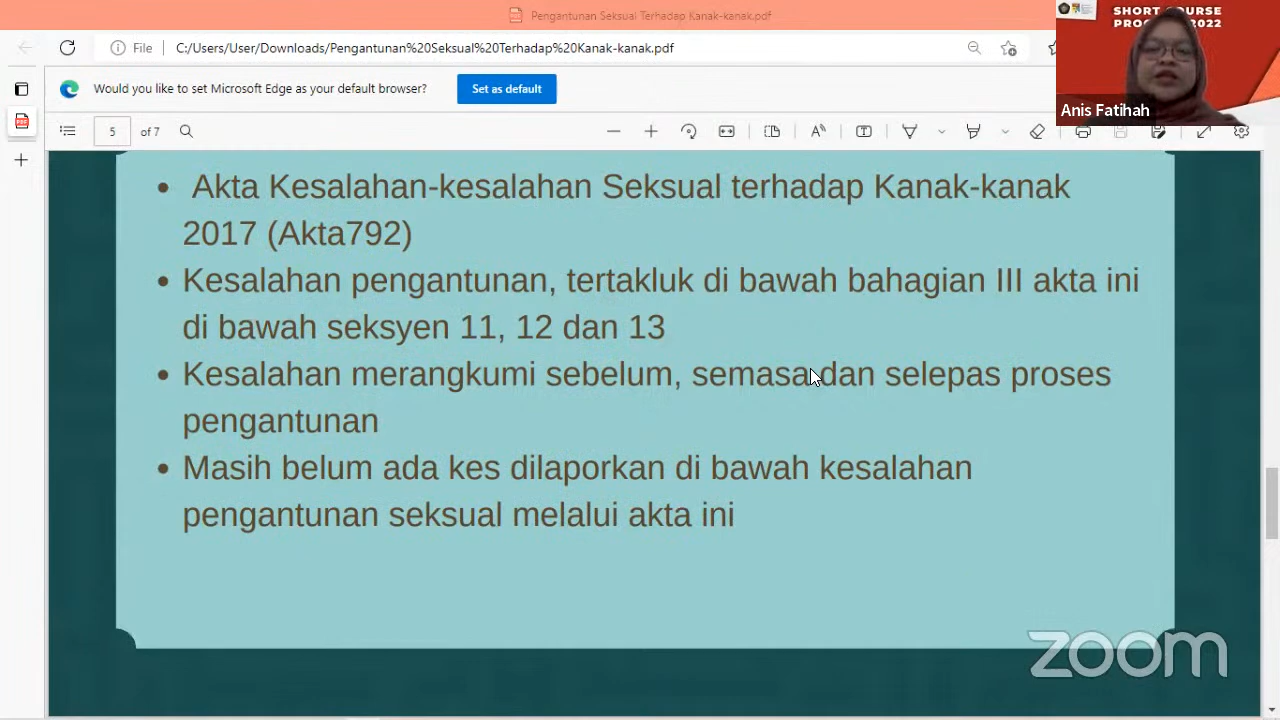 Pengantunan Seksual Terhadap Kanak-kanak.pdf
SHORT COURSE
PROGRAM 2022
File
C:/Users/User/Downloads/Pengantunan%20Seksual%20Terhadap%20Kanak-kanak.pdf
Would you like to set Microsoft Edge as your default browser?
Set as default
Anis Fatihah
5
of 7
• Akta Kesalahan-kesalahan Seksual terhadap Kanak-kanak
2017 (Akta792)
• Kesalahan pengantunan, tertakluk di bawah bahagian III akta ini
di bawah seksyen 11, 12 dan 13
• Kesalahan merangkumi sebelum, semasa dan selepas proses
pengantunan
• Masih belum ada kes dilaporkan di bawah kesalahan
pengantunan seksual melalui akta ini
zoom